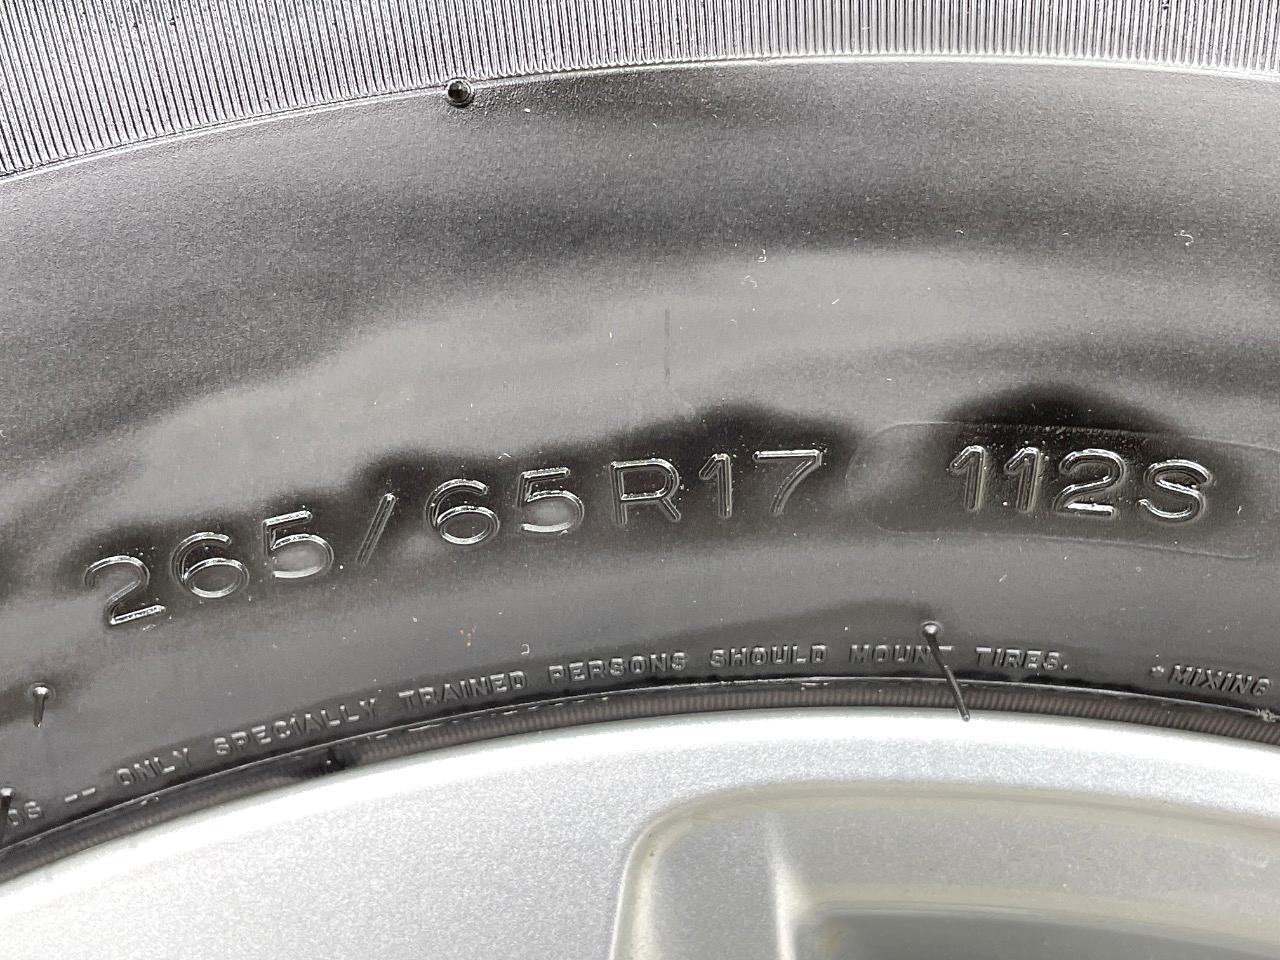 265/65R17 112S
-- ONLY SPECIALLY TRAINED PERSONS SHOULD MOUNT TIRES. *MIXING